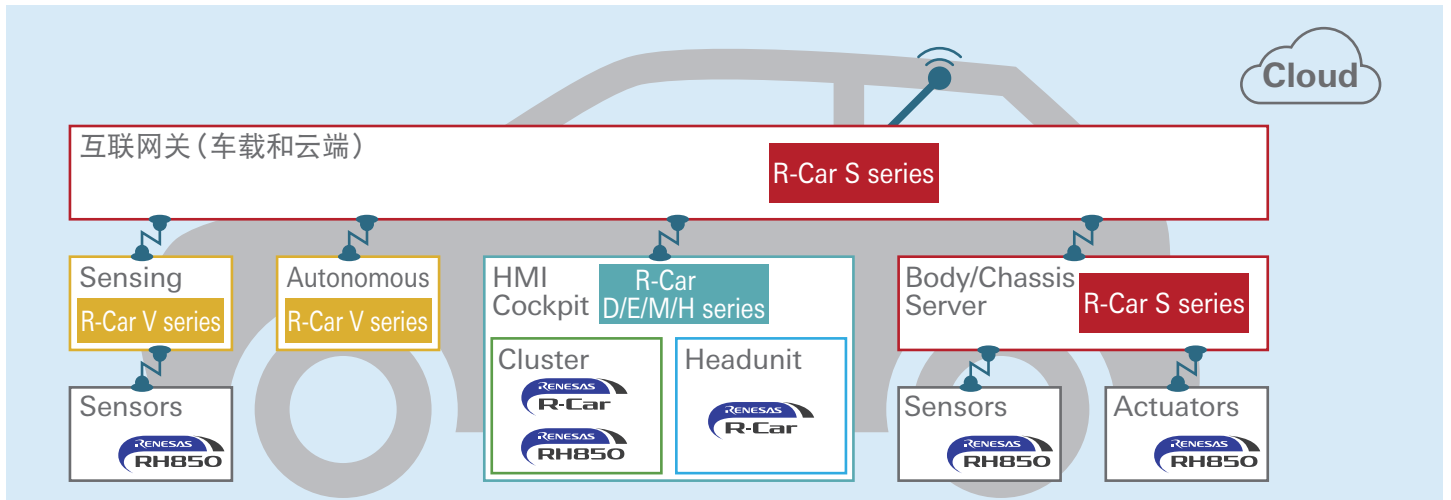 Cloud
互联网关（车载和云端）
R-Car S series
Sensing
R-Car V series
Autonomous
R-Car V series
HMI
Cockpit
R-Car
D/E/M/H series
Body/Chassis
Server
R-Car S series
Cluster
RENESAS
R-Car
RENESAS
RH850
Headunit
RENESAS
R-Car
Sensors
RENESAS
RH850
Sensors
RENESAS
RH850
Actuators
RENESAS
RH850